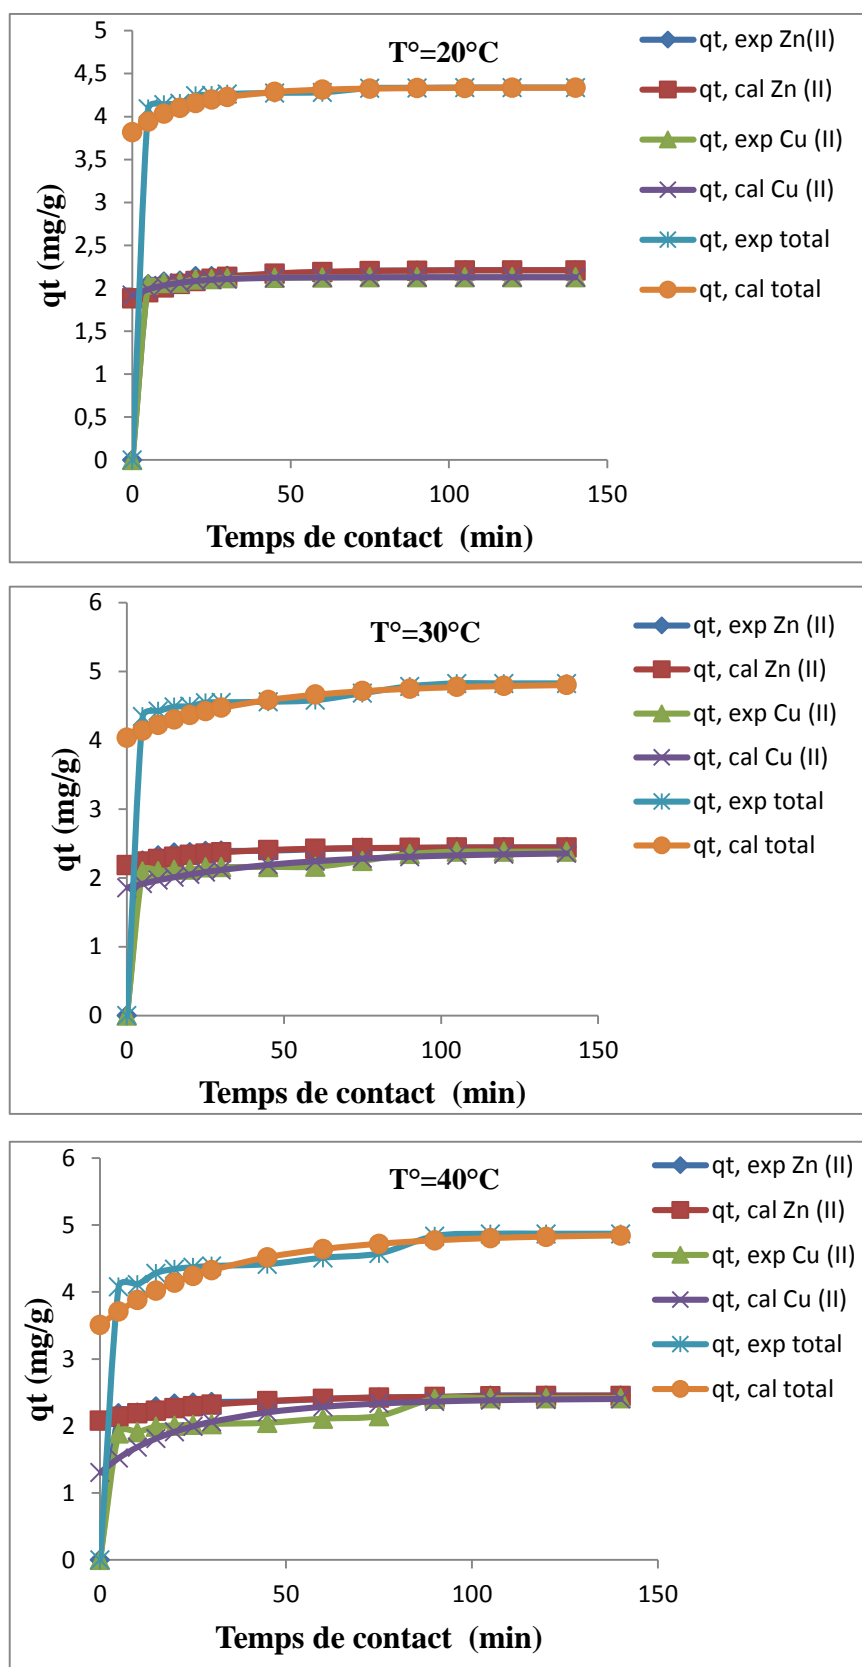 T°=20°C
5
4,5
4
3,5
3
2,5
2
1,5
1
0,5
0
qt (mg/g)
0 50 100 150
Temps de contact (min)
qt, exp Zn(II)
qt, cal Zn (II)
qt, exp Cu (II)
qt, cal Cu (II)
qt, exp total
qt, cal total
T°=30°C
6
5
4
3
2
1
0
qt (mg/g)
0 50 100 150
Temps de contact (min)
qt, exp Zn (II)
qt, cal Zn (II)
qt, exp Cu (II)
qt, cal Cu (II)
qt, exp total
qt, cal total
T°=40°C
6
5
4
3
2
1
0
qt (mg/g)
0 50 100 150
Temps de contact (min)
qt, exp Zn (II)
qt, cal Zn (II)
qt, exp Cu (II)
qt, cal Cu (II)
qt, exp total
qt, cal total